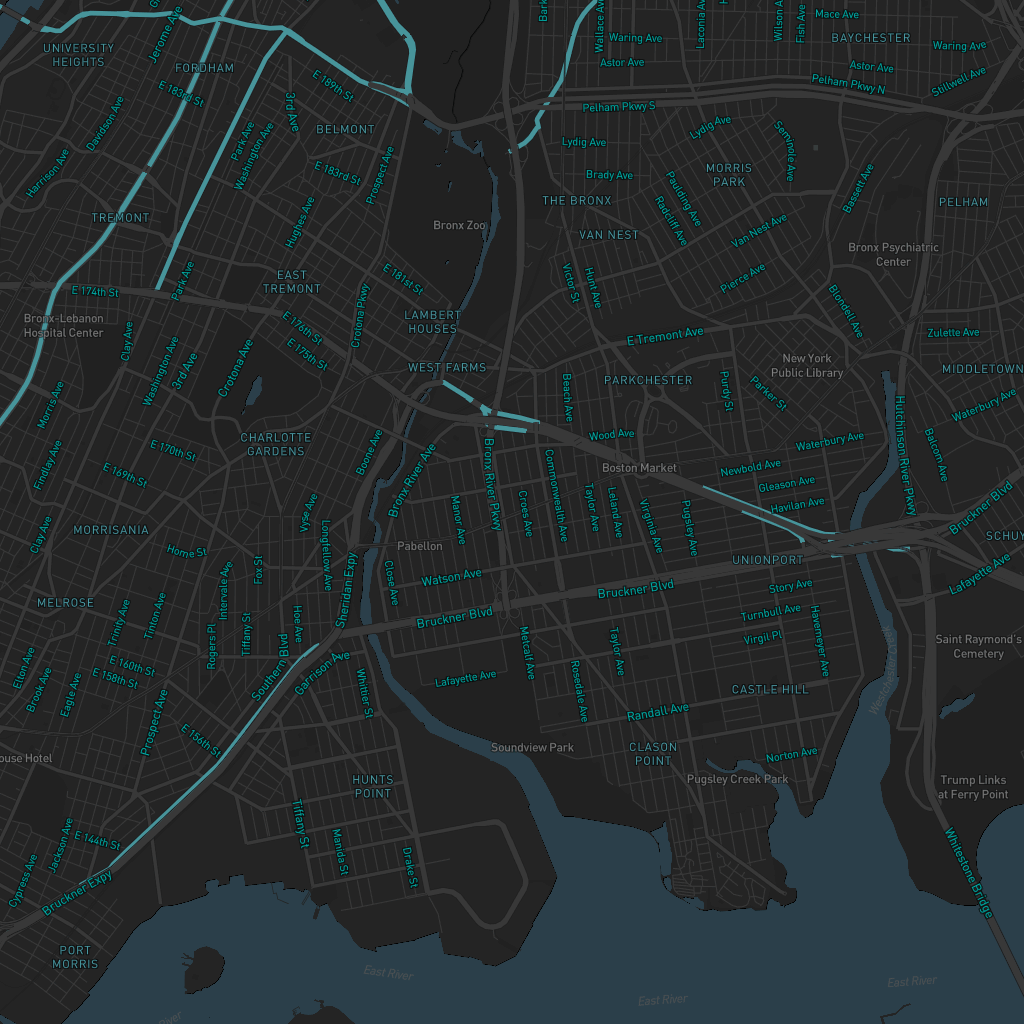 Barl
Wallace Ave
Laconia Av
Wilson A
Fish Ave
Mace Ave
Waring Ave
BAYCHESTER
Waring Ave
UNIVERSITY
HEIGHTS
Jerome Ave
FORDHAM
Astor Ave
Astor Ave
Stillwell Ave
E 183rd St
E 189th St
Pelham Pkwy N
Pelham Pkwy S
Davidson Ave
3rd Ave
BELMONT
Park Ave
Washington Ave
Lydig Ave
Lydig Ave
Seminole Ave
Harrison Ave
E 183rd St
Prospect Ave
Brady Ave
MORRIS
PARK
Bassett Ave
THE BRONX
Paulding Ave
Radcliff Ave
PELHAM
TREMONT
Hughes Ave
Bronx Zoo
VAN NEST
Van Nest Ave
Bronx Psychiatric
Center
EAST
TREMONT
E 181st St
Park Ave
E 174th St
Victor St
Hunt Ave
Pierce Ave
Blondell Ave
Bronx-Lebanon
Hospital Center
Clay Ave
E 176th St
E 175th St
Crotona Pkwy
LAMBERT
HOUSES
E Tremont Ave
Zulette Ave
Washington Ave
3rd Ave
Crotona Ave
WEST FARMS
New York
Public Library
MIDDLETOWN
PARKCHESTER
Beach Ave
Purdy St
Parker St
Morris Ave
Waterbury Ave
Hutchinson River Pkwy
Balcom Ave
CHARLOTTE
GARDENS
E 170th St
Boone Ave
Wood Ave
Waterbury Ave
Findlay Ave
E 169th St
Bronx River Ave
Bronx River Pkwy
Commonwealth Ave
Boston Market
Newbold Ave
Gleason Ave
Havilan Ave
Bruckner Blvd
Vyse Ave
Manor Ave
Croes Ave
Taylor Ave
Leland Ave
Virginia Ave
Pugsley Ave
Clay Ave
MORRISANIA
Longfellow Ave
Pabellon
SCHUY
UNIONPORT
Home St
Fox St
Intervale Ave
Sheridan Expy
Close Ave
Watson Ave
Bruckner Blvd
Story Ave
Lafayette Ave
MELROSE
Trinity Ave
Tinton Ave
Hoe Ave
Tiffany St
Rogers Pl
Bruckner Blvd
Turnbull Ave
Havemeyer Ave
Virgil Pl
Saint Raymond's
Cemetery
Elton Ave
Brook Ave
Eagle Ave
E 160th St
E 158th St
Southern Blvd
Garrison Ave
Whittier St
Lafayette Ave
Metcalf Ave
Rosedale Ave
Taylor Ave
CASTLE HILL
Prospect Ave
E 156th St
Randall Ave
Soundview Park
CLASON
POINT
Norton Ave
ouse Hotel
HUNTS
POINT
Pugsley Creek Park
Trump Links
at Ferry Point
Tiffany St
Manida St
Drake St
E 144th St
Jackson Ave
Cypress Ave
Bruckner Expy
Whitestone Bridge
PORT
MORRIS
East River
East River
East River